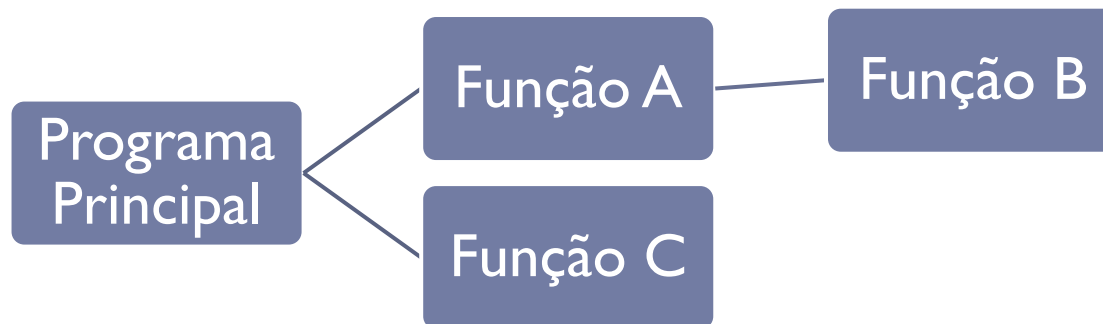 Programa
Principal
Função A
Função B
Função C